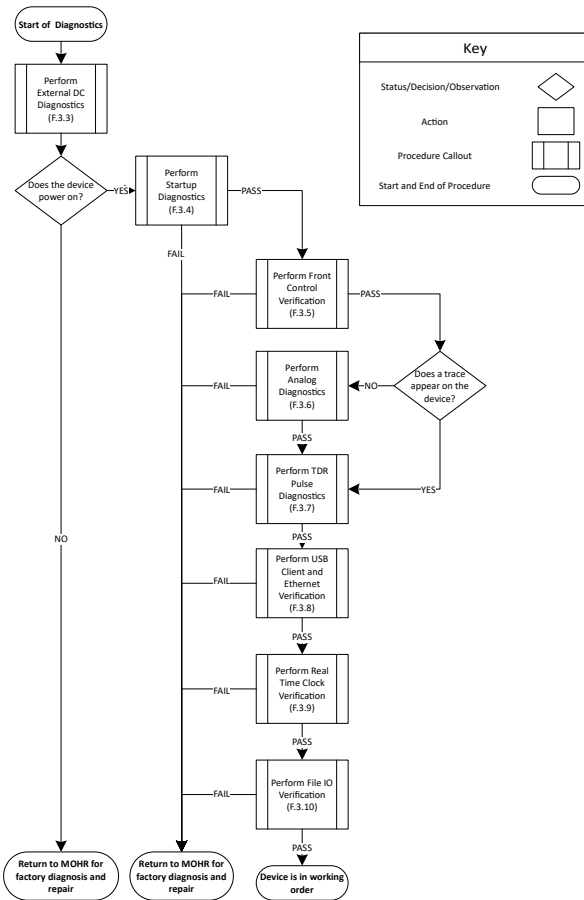 Start of Diagnostics
Perform
External DC
Diagnostics
(F.3.3)
Does the device
power on?
YES
NO
Perform
Startup
Diagnostics
(F.3.4)
PASS
FAIL
Key
Status/Decision/Observation
Action
Procedure Callout
Start and End of Procedure
Perform Front
Control
Verification
(F.3.5)
FAIL
PASS
Does a trace
appear on the
device?
NO
YES
Perform
Analog
Diagnostics
(F.3.6)
FAIL
PASS
Perform TDR
Pulse
Diagnostics
(F.3.7)
FAIL
PASS
Perform USB
Client and
Ethernet
Verification
(F.3.8)
FAIL
PASS
Perform Real
Time Clock
Verification
(F.3.9)
FAIL
PASS
Perform File IO
Verification
(F.3.10)
FAIL
PASS
Return to MOHR for
factory diagnosis and
repair
Return to MOHR for
factory diagnosis and
repair
Device is in working
order